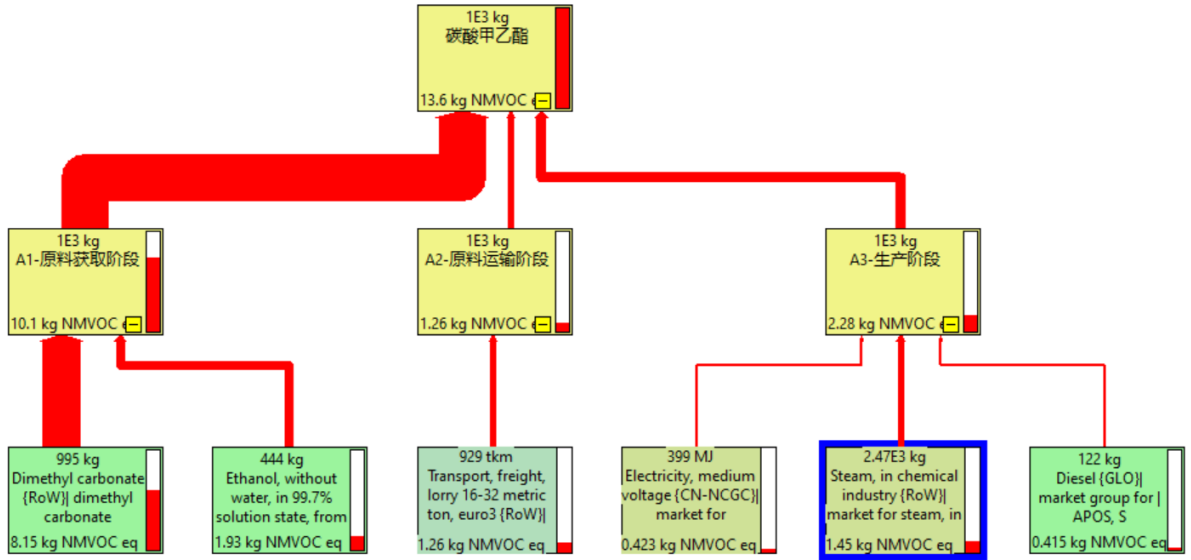 1E3 kg
碳酸甲乙酯
13.6 kg NMVOC e
1E3 kg
A1-原料获取阶段
10.1 kg NMVOC e
1E3 kg
A2-原料运输阶段
1.26 kg NMVOC e
1E3 kg
A3-生产阶段
2.28 kg NMVOC e
995 kg
Dimethyl carbonate
{RoW}| dimethyl
carbonate
8.15 kg NMVOC eq
444 kg
Ethanol, without
water, in 99.7%
solution state, from
1.93 kg NMVOC eq
929 tkm
Transport, freight,
lorry 16-32 metric
ton, euro3 {RoW}|
1.26 kg NMVOC eq
399 MJ
Electricity, medium
voltage {CN-NCGC}|
market for
0.423 kg NMVOC eq
2.47E3 kg
Steam, in chemical
industry {RoW}|
market for steam, in
1.45 kg NMVOC eq
122 kg
Diesel {GLO}|
market group for |
APOS, S
0.415 kg NMVOC eq